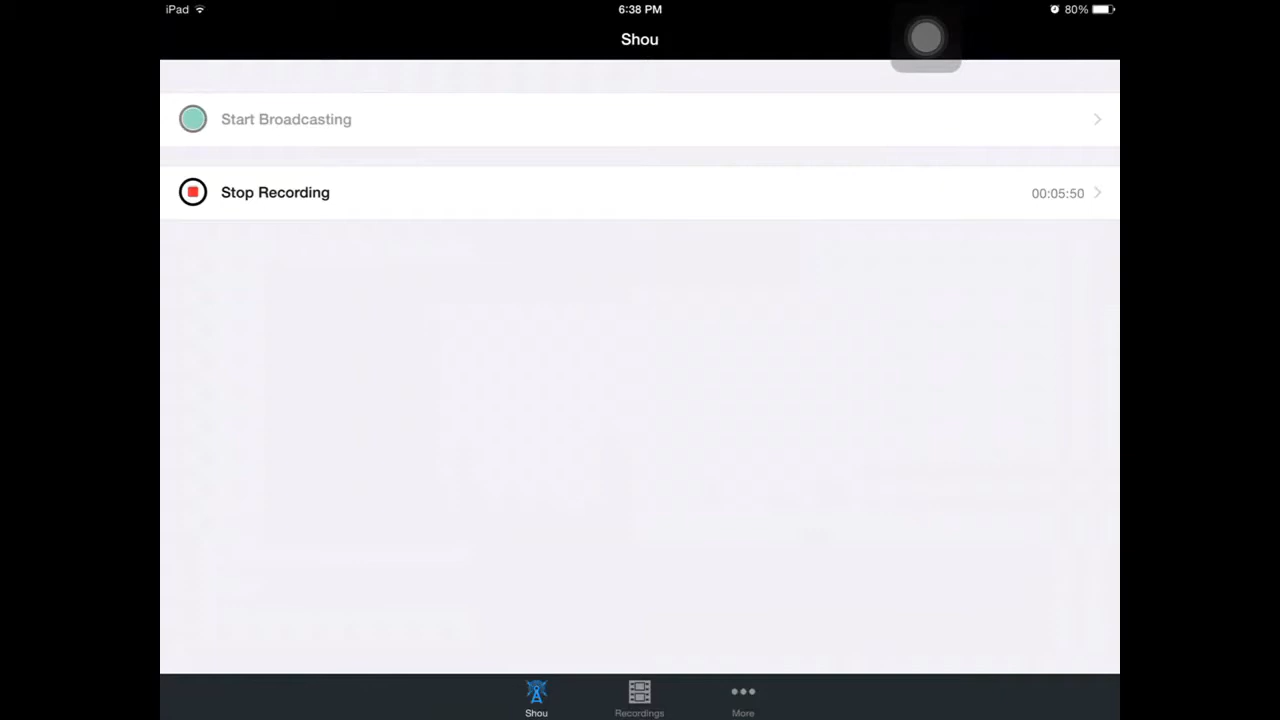 iPad 6:38 PM 80%
Shou
Start Broadcasting
Stop Recording 00:05:50
Shou Recordings More